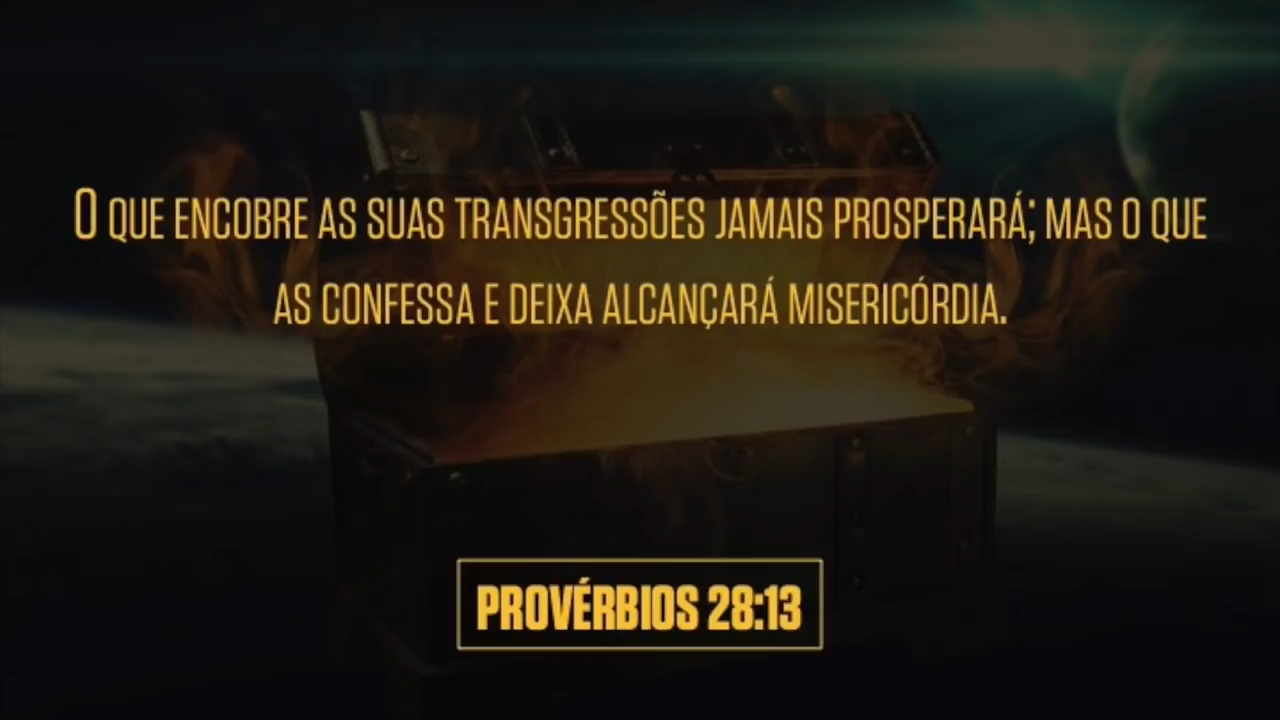 O QUE ENCOBRE AS SUAS TRANSGRESSÕES JAMAIS PROSPERARÁ; MAS O QUE
AS CONFESSA E DEIXA ALCANÇARÁ MISERICÓRDIA.
PROVÉRBIOS 28:13